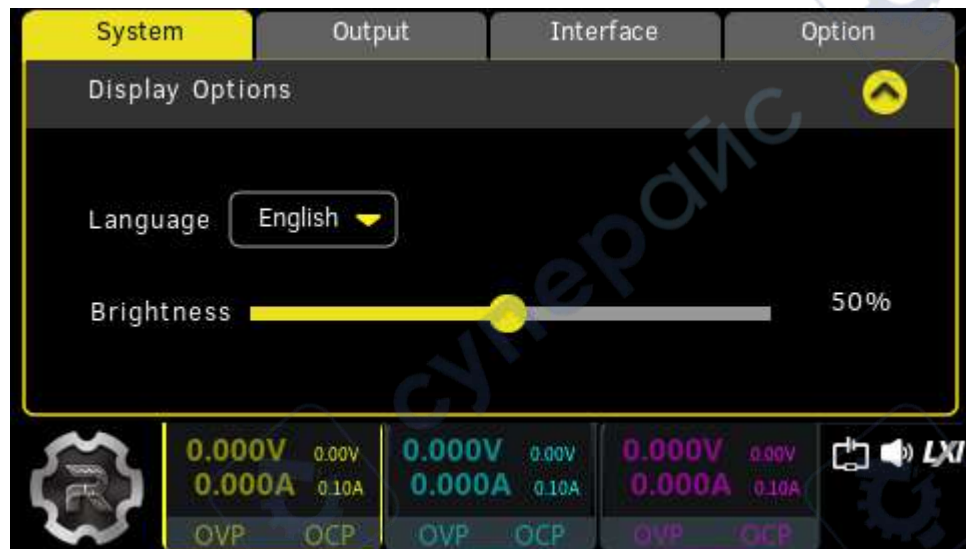 System Output Interface Option
Display Options
Language English
Brightness 50%
0.000V 0.00V 0.000V 0.00V 0.000V 0.00V
0.000A 0.10A 0.000A 0.10A 0.000A 0.10A
OVP OCP OVP OCP OVP OCP
LXI
R
суперайс